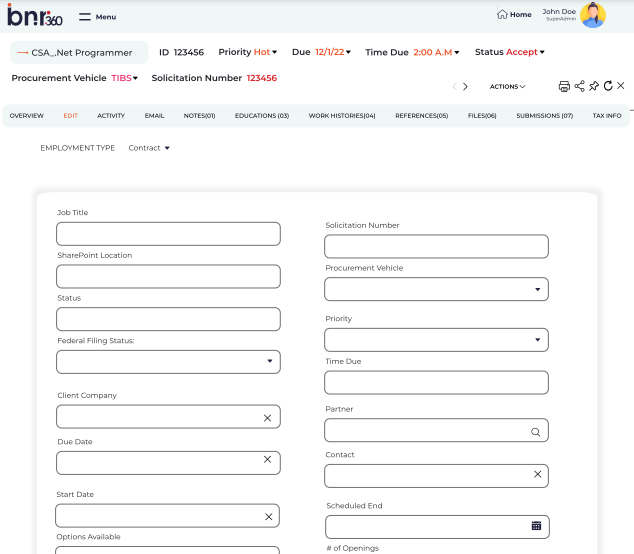 bnr360
Menu
Home
John Doe
SuperAdmin
CSA_.Net Programmer
ID 123456
Priority Hot
Due 12/1/22
Time Due 2:00 A.M
Status Accept
Procurement Vehicle TIBS
Solicitation Number 123456
ACTIONS
OVERVIEW EDIT ACTIVITY EMAIL NOTES(01) EDUCATIONS (03) WORK HISTORIES(04) REFERENCES(05) FILES(06) SUBMISSIONS (07) TAX INFO
EMPLOYMENT TYPE Contract
Job Title
SharePoint Location
Status
Federal Filing Status:
Client Company
Due Date
Start Date
Options Available
Solicitation Number
Procurement Vehicle
Priority
Time Due
Partner
Contact
Scheduled End
# of Openings